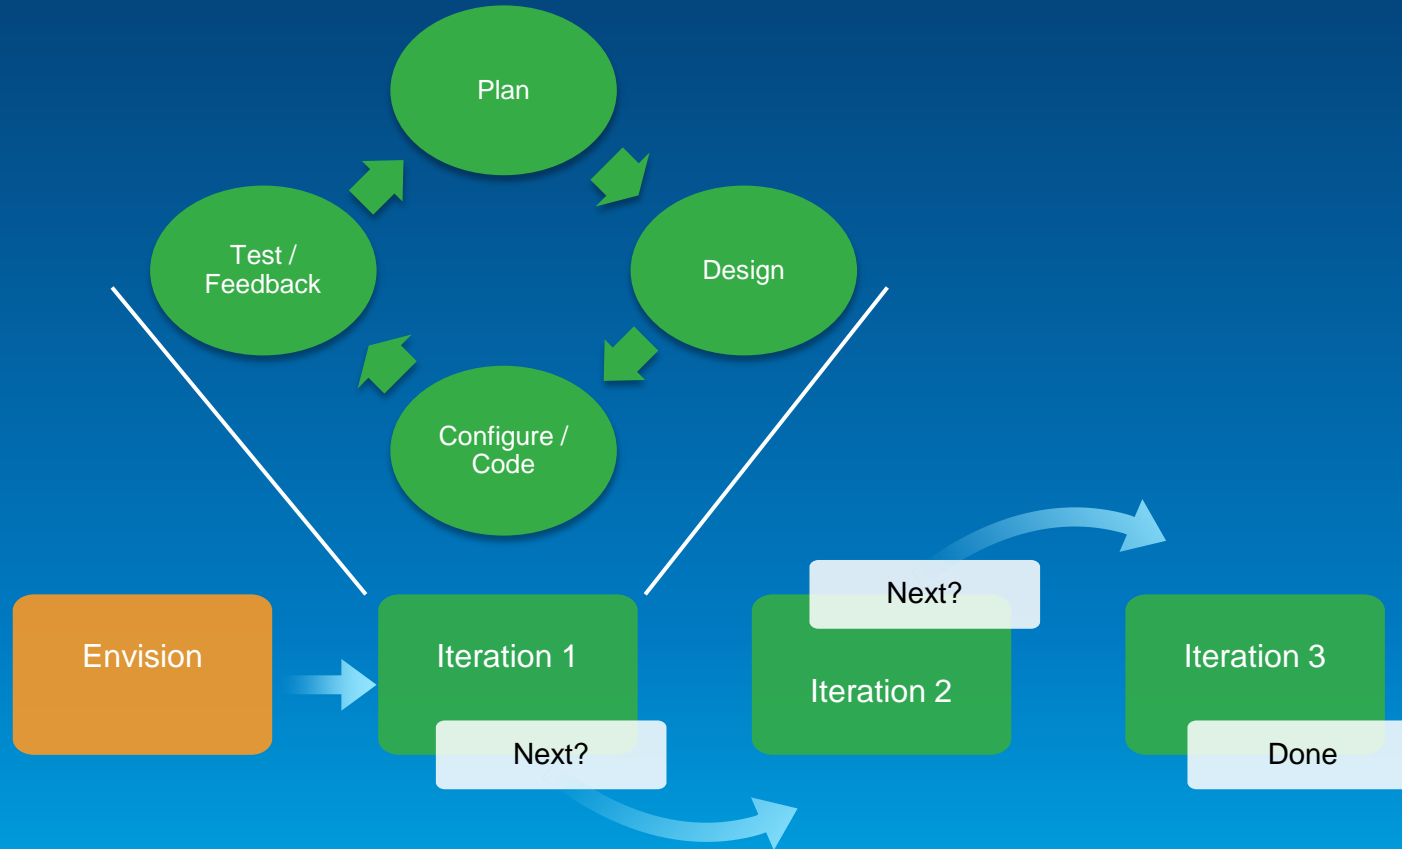 Plan
Test /
Feedback
Design
Configure /
Code
Envision
Iteration 1
Next?
Next?
Iteration 2
Iteration 3
Done